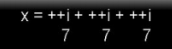 x = ++i + ++i + ++i
7 7 7